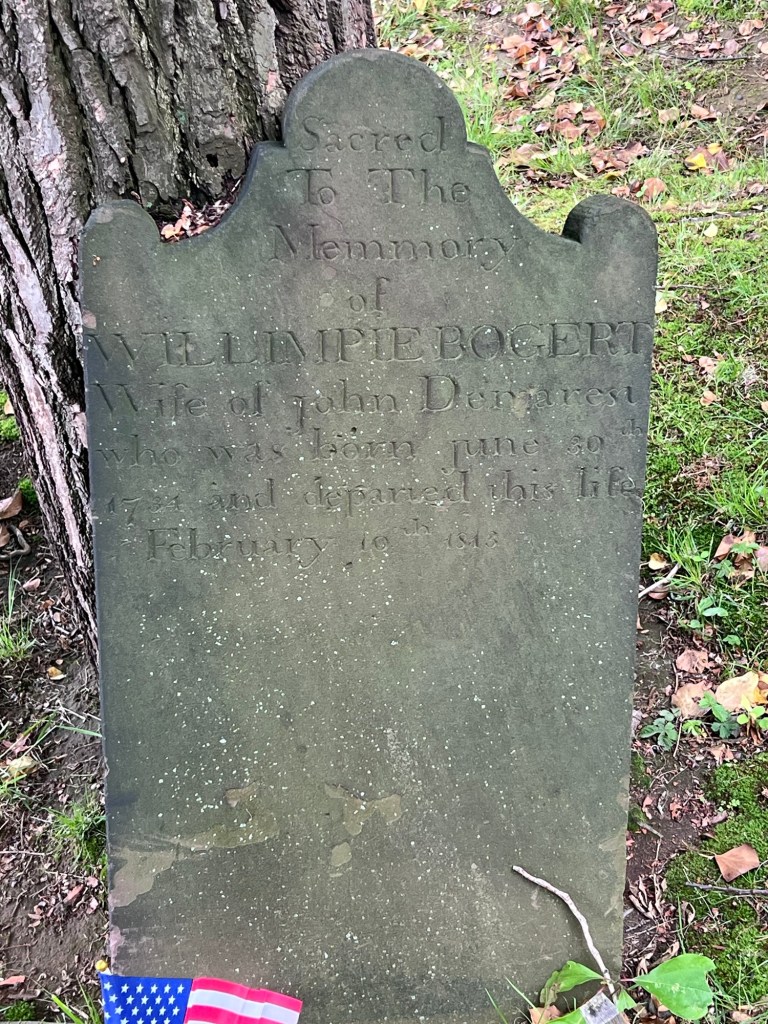 Sacred
To The
Memmory
of
WILLIMPIE BOGERT
Wife of john Demarest
who was born june 30th
and departed this life
February 10th 1813